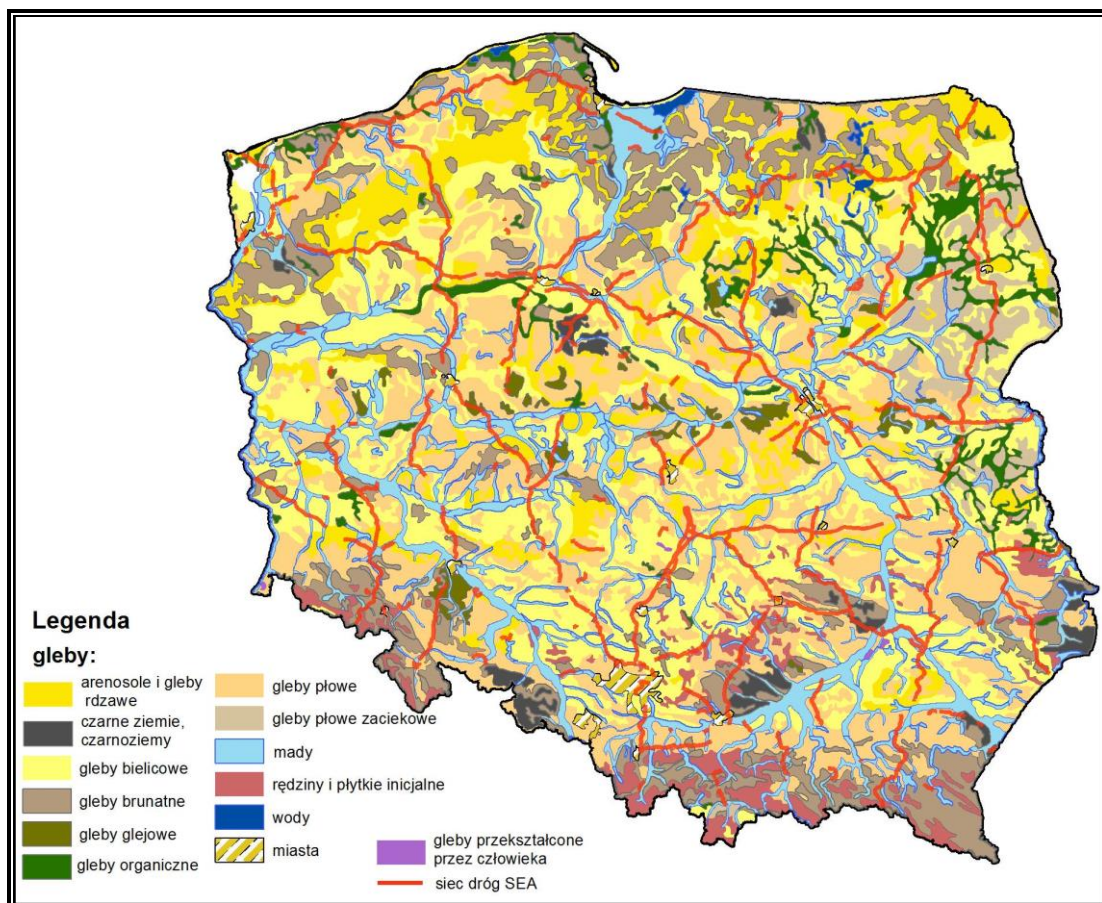 Legenda
gleby:
arenosole i gleby
rdzawe
czarne ziemie,
czarnoziemy
gleby bielicowe
gleby brunatne
gleby glejowe
gleby organiczne
gleby płowe
gleby płowe zaciekowe
mady
rędziny i płytkie inicjalne
wody
miasta
gleby przekształcone
przez człowieka
siec dróg SEA